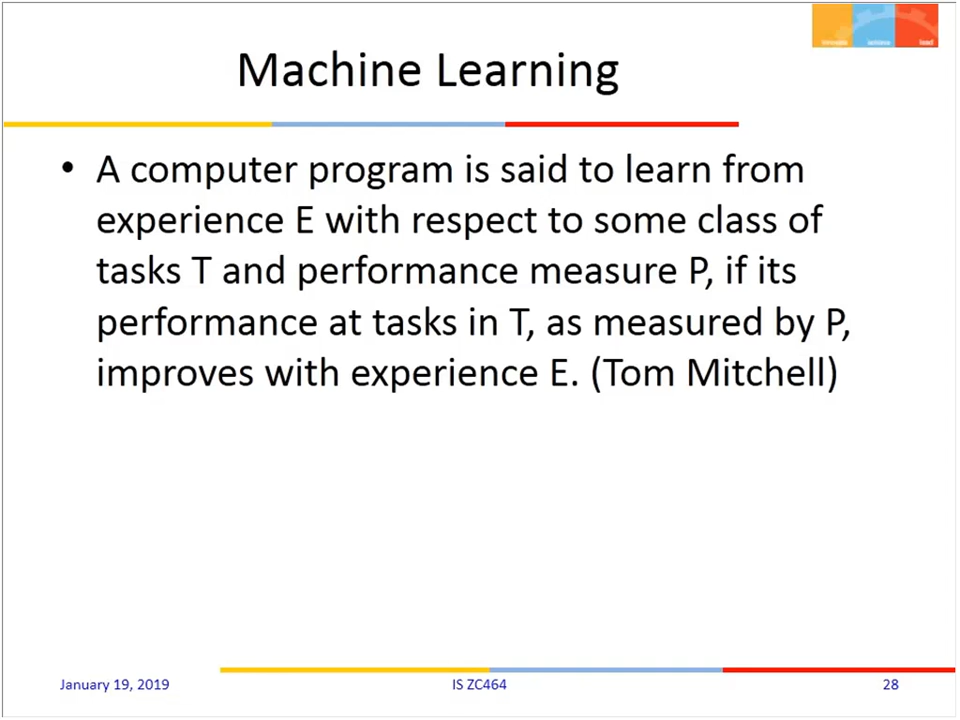 Machine Learning
• A computer program is said to learn from
experience E with respect to some class of
tasks T and performance measure P, if its
performance at tasks in T, as measured by P,
improves with experience E. (Tom Mitchell)
January 19, 2019
IS ZC464
28